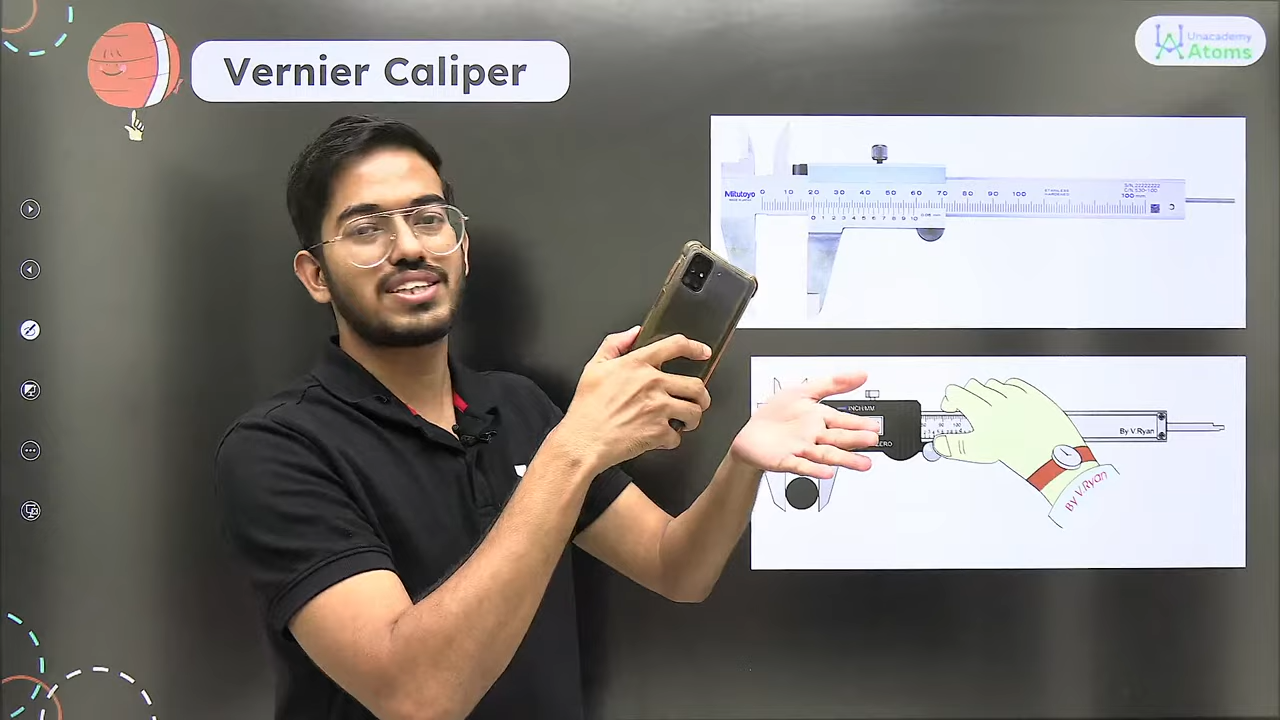 Vernier Caliper
Unacademy
Atoms
Mitutoyo
0 10 20 30 40 50 60 70 80 90 100
0 1 2 3 4 5 6 7 8 9 10
INCH/MM
ZERO
By V.Ryan
By V.Ryan